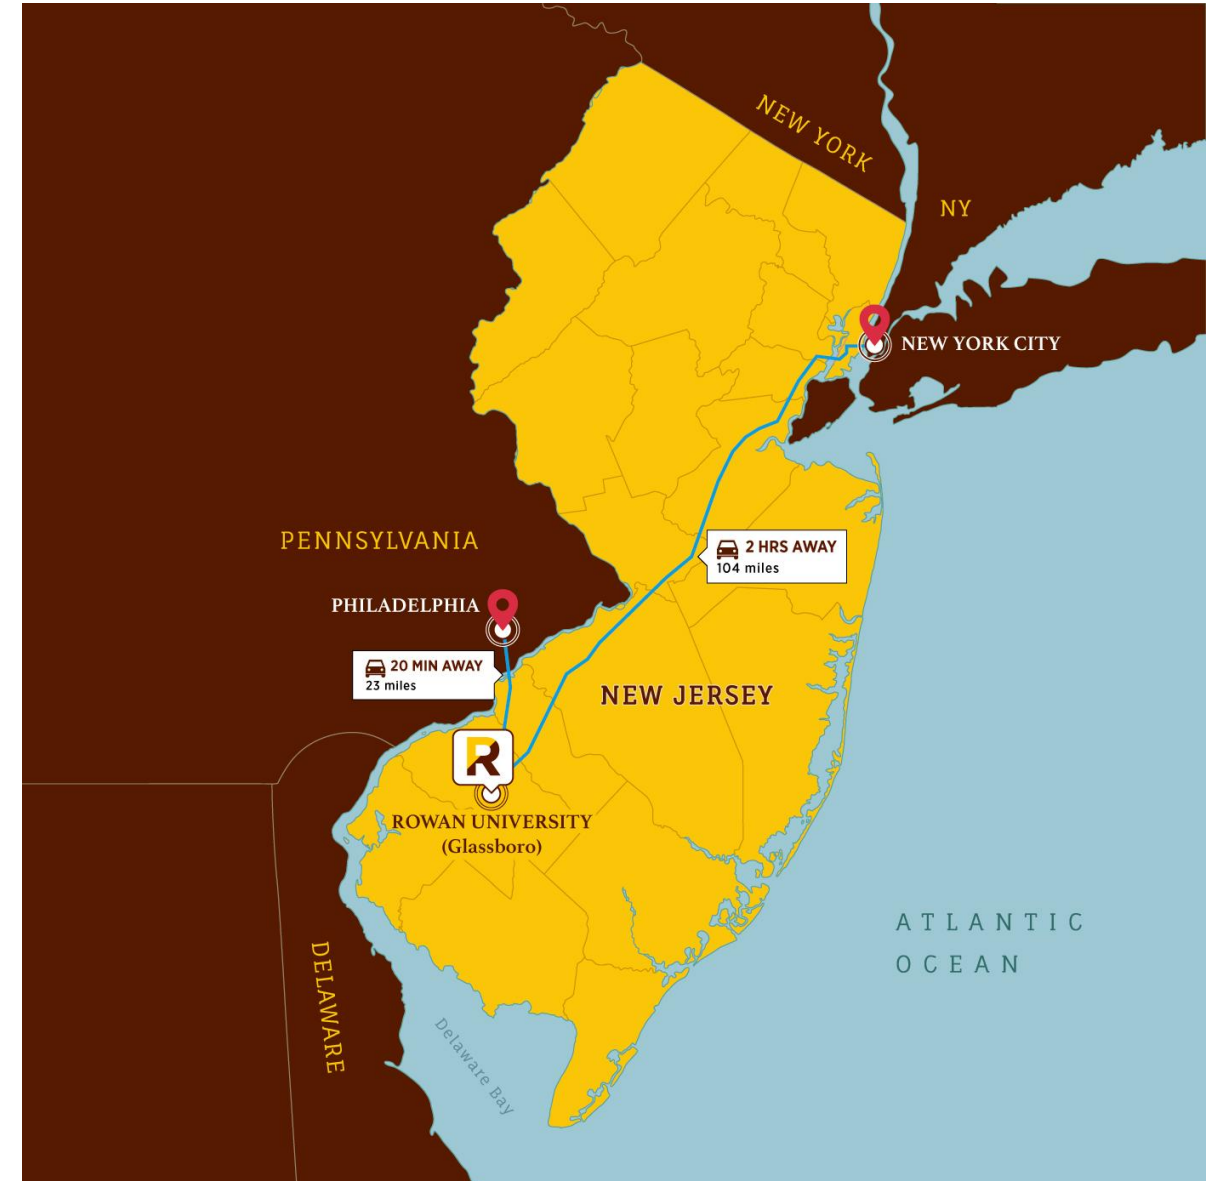 NEW YORK
NY
NEW YORK CITY
PENNSYLVANIA
2 HRS AWAY
104 miles
PHILADELPHIA
20 MIN AWAY
23 miles
NEW JERSEY
R
ROWAN UNIVERSITY
(Glassboro)
ATLANTIC
OCEAN
DELAWARE
Delaware Bay